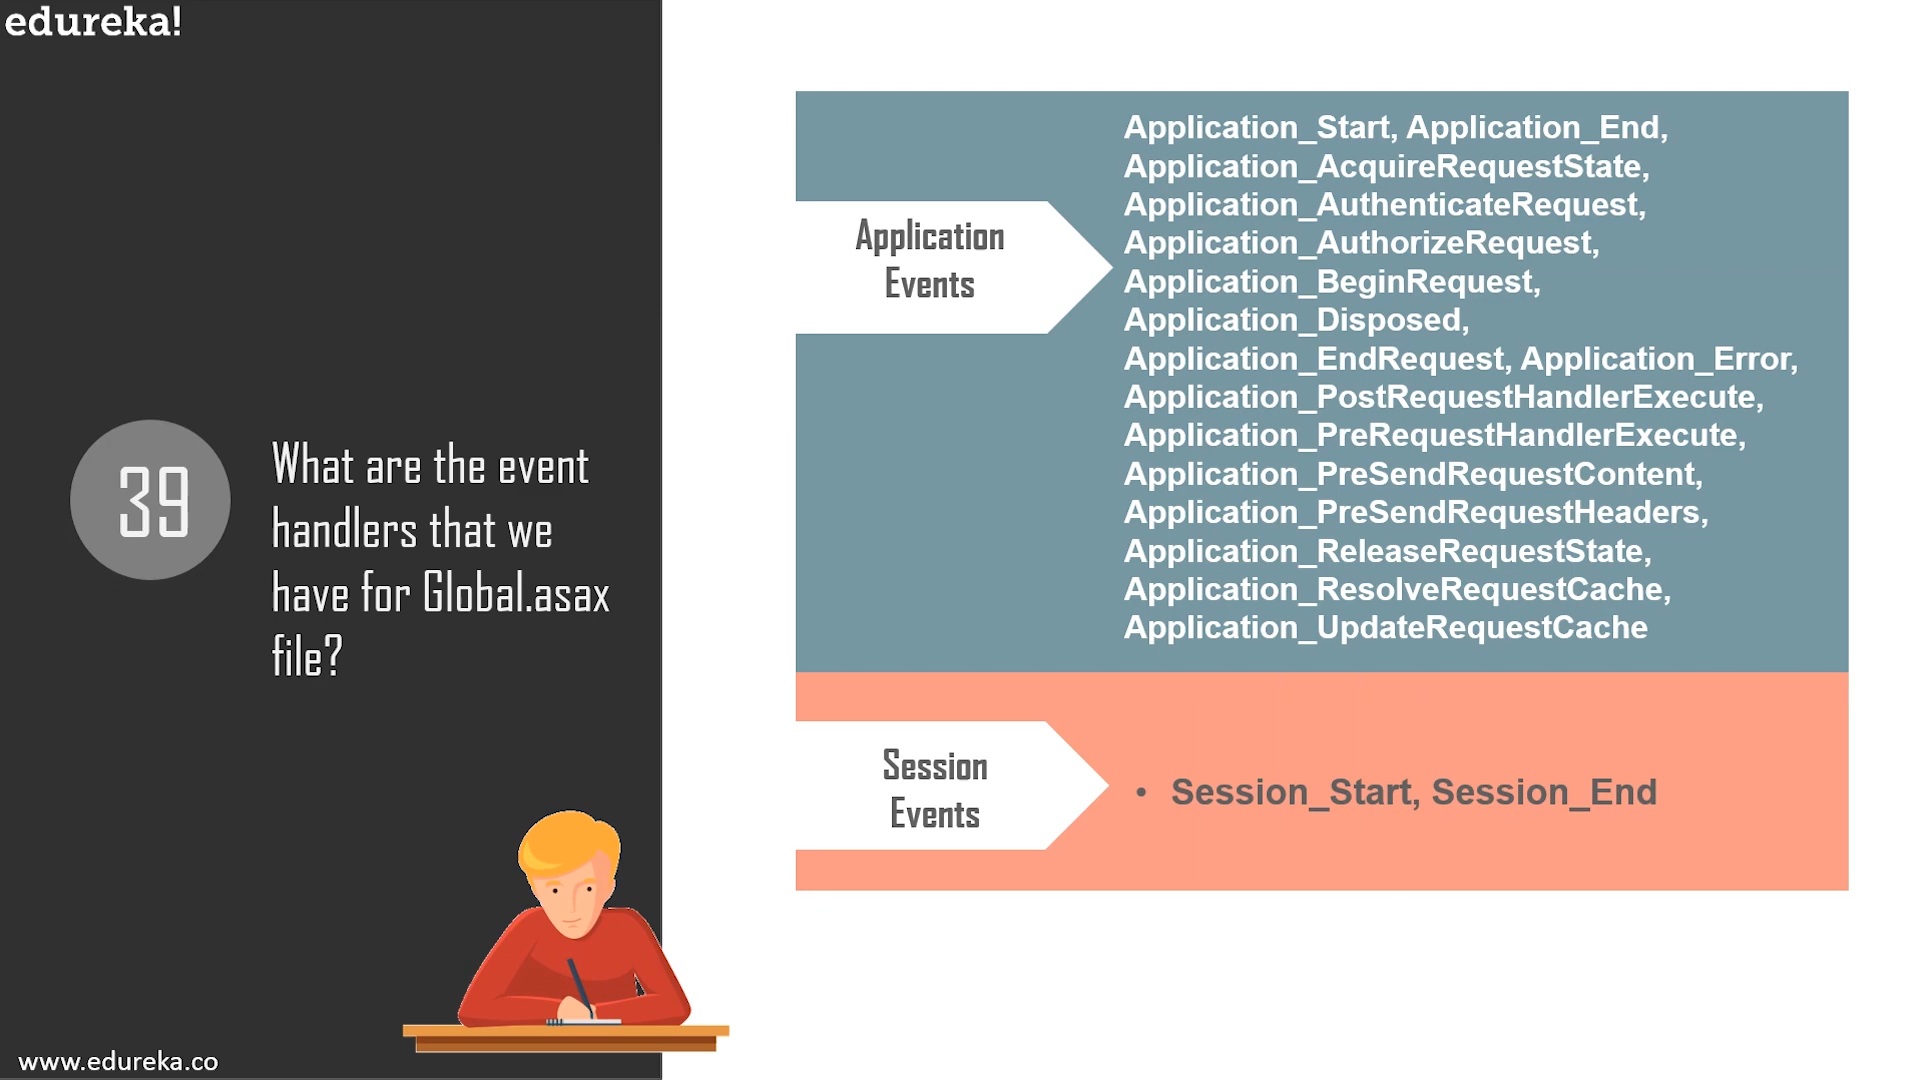 edureka!
39
What are the event
handlers that we
have for Global.asax
file?
Application
Events
Application_Start, Application_End,
Application_AcquireRequestState,
Application_AuthenticateRequest,
Application_AuthorizeRequest,
Application_BeginRequest,
Application_Disposed,
Application_EndRequest, Application_Error,
Application_PostRequestHandlerExecute,
Application_PreRequestHandlerExecute,
Application_PreSendRequestContent,
Application_PreSendRequestHeaders,
Application_ReleaseRequestState,
Application_ResolveRequestCache,
Application_UpdateRequestCache
Session
Events
• Session_Start, Session_End
www.edureka.co